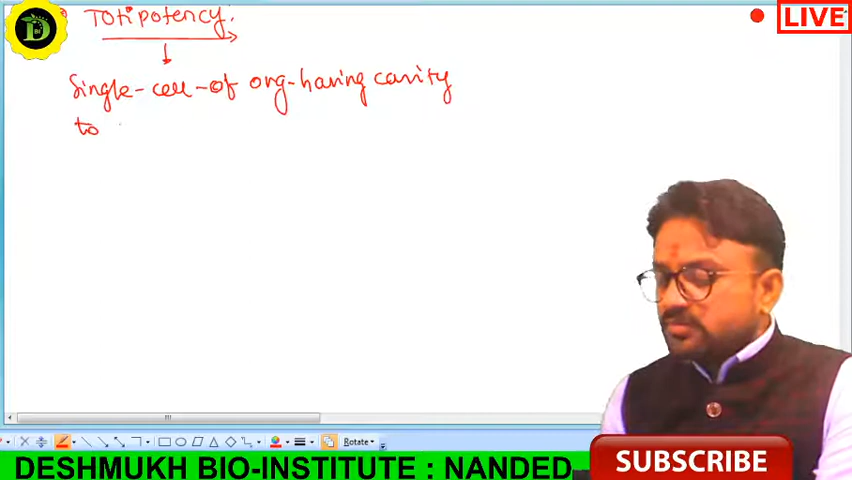 Totipotency.
LIVE
Single-cell-of org-having cavity
to
Rotate
DESHMUKH BIO-INSTITUTE : NANDED
SUBSCRIBE